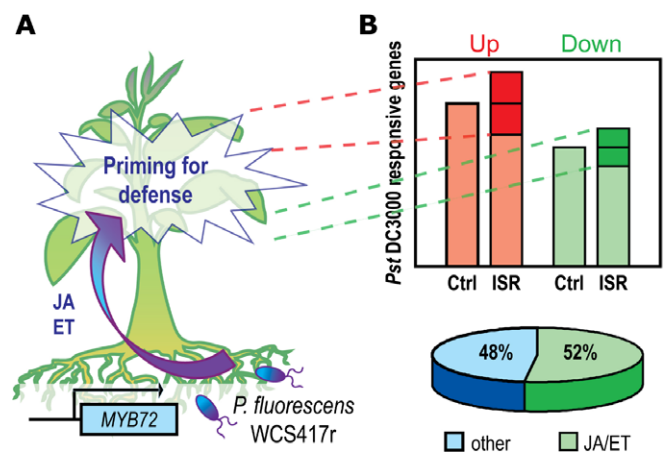 A
Priming for
defense
JA
ET
MYB72
P. fluorescens
WCS417r
B
Up Down
Pst DC3000 responsive genes
Ctrl ISR Ctrl ISR
48% 52%
other JA/ET